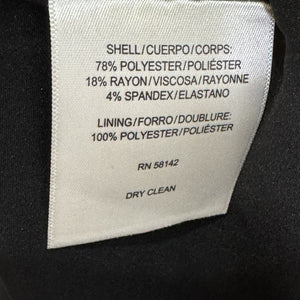 SHELL/CUERPO/CORPS:
78% POLYESTER/POLIÉSTER
18% RAYON/VISCOSA/RAYONNE
4% SPANDEX/ELASTANO
LINING/FORRO/DOUBLURE:
100% POLYESTER/POLIÉSTER
RN 58142
DRY CLEAN